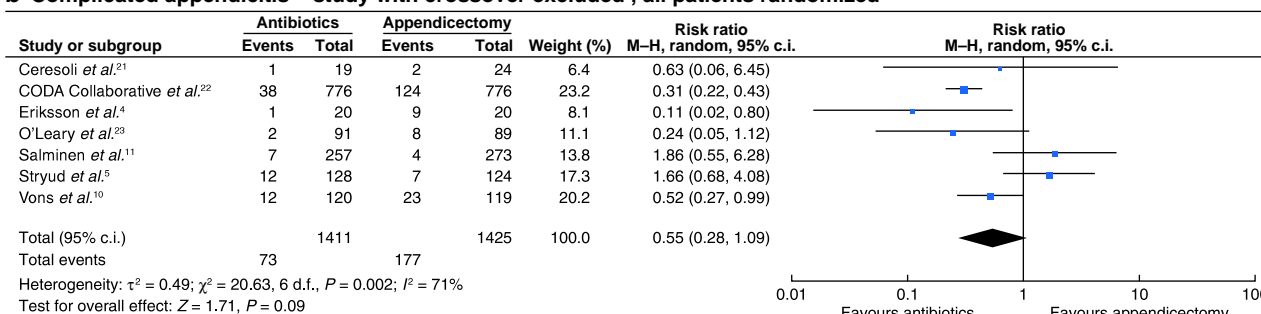 b Complicated appendicitis – study with crossover excluded, all patients randomized
Antibiotics Appendicectomy Risk ratio Risk ratio
Study or subgroup Events Total Events Total Weight (%) M–H, random, 95% c.i. M–H, random, 95% c.i.
Ceresoli et al.21 1 19 2 24 6.4 0.63 (0.06, 6.45)
CODA Collaborative et al.22 38 776 124 776 23.2 0.31 (0.22, 0.43)
Eriksson et al.4 1 20 9 20 8.1 0.11 (0.02, 0.80)
O'Leary et al.23 2 91 8 89 11.1 0.24 (0.05, 1.12)
Salminen et al.11 7 257 4 273 13.8 1.86 (0.55, 6.28)
Stryud et al.5 12 128 7 124 17.3 1.66 (0.68, 4.08)
Vons et al.10 12 120 23 119 20.2 0.52 (0.27, 0.99)
Total (95% c.i.) 1411 1425 100.0 0.55 (0.28, 1.09)
Total events 73 177
Heterogeneity: τ² = 0.49; χ² = 20.63, 6 d.f., P = 0.002; I² = 71%
Test for overall effect: Z = 1.71, P = 0.09
0.01 0.1 1 10 100
Favours antibiotics Favours appendicectomy